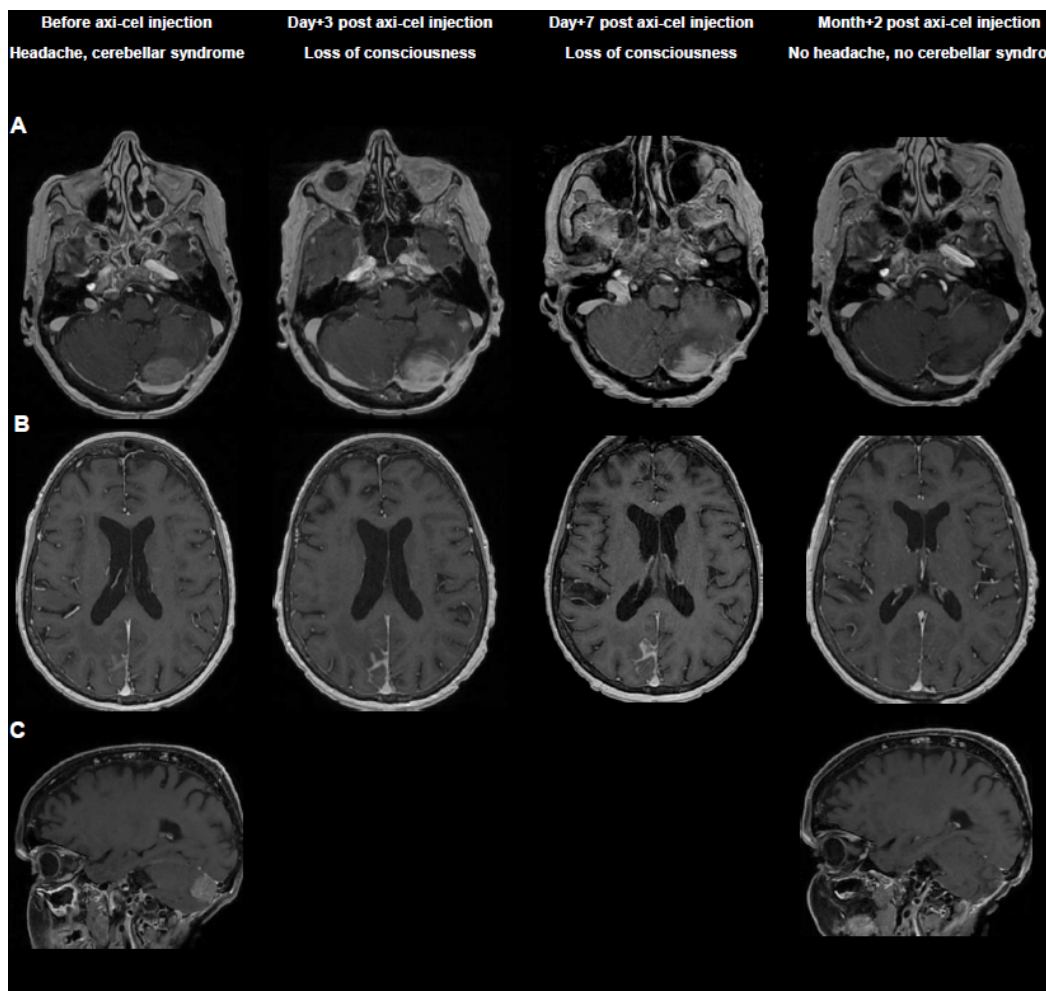 Before axi-cel injection
Headache, cerebellar syndrome
Day+3 post axi-cel injection
Loss of consciousness
Day+7 post axi-cel injection
Loss of consciousness
Month+2 post axi-cel injection
No headache, no cerebellar syndro
A
B
C